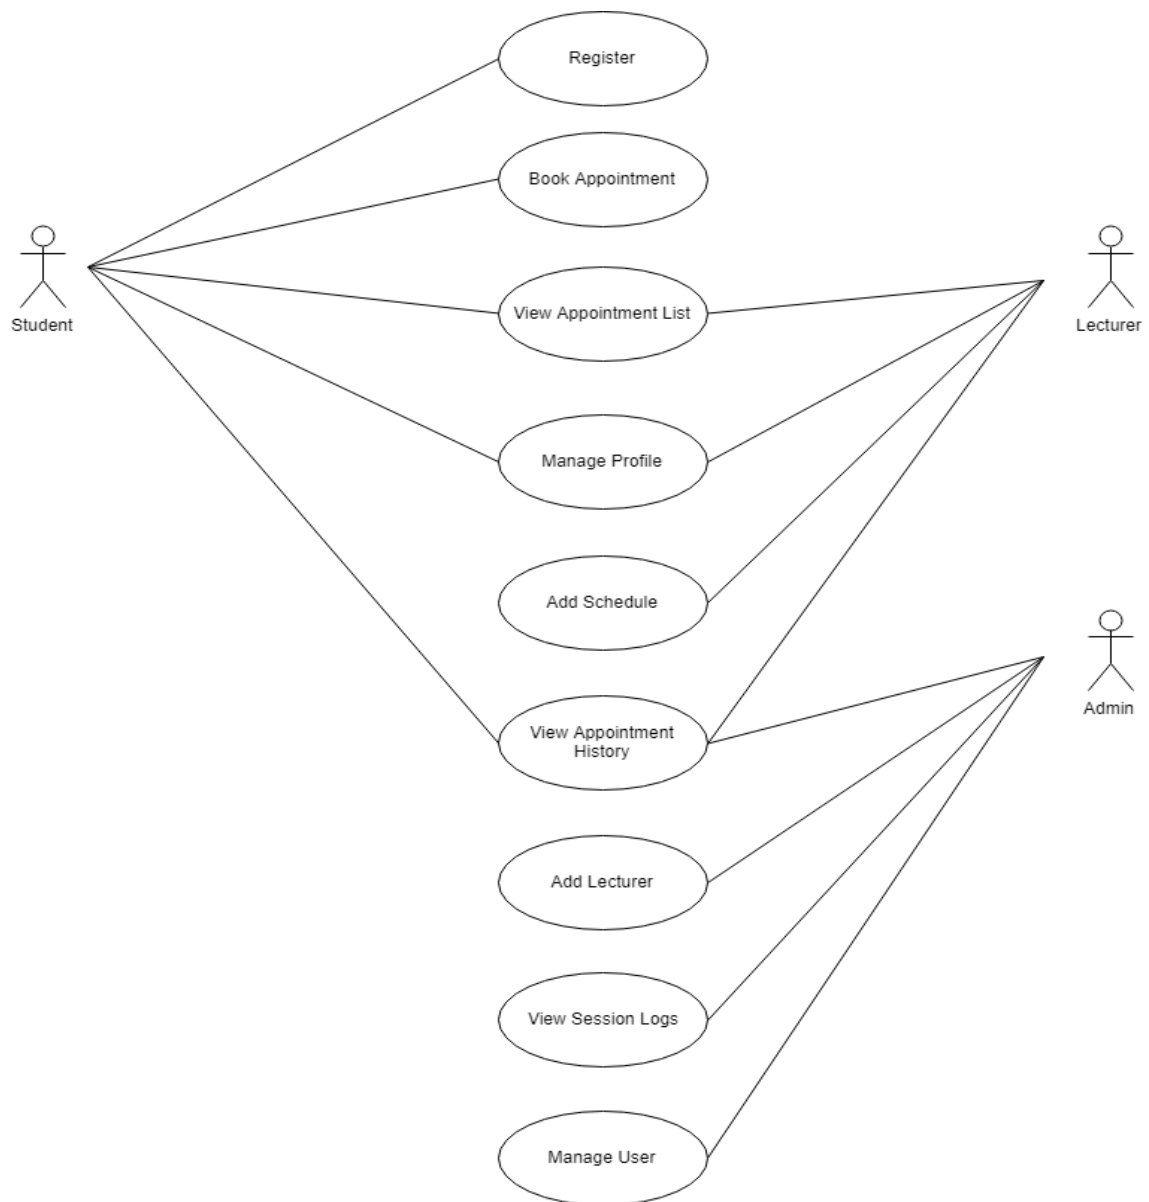 Register
Book Appointment
Student
View Appointment List
Lecturer
Manage Profile
Add Schedule
View Appointment
History
Admin
Add Lecturer
View Session Logs
Manage User